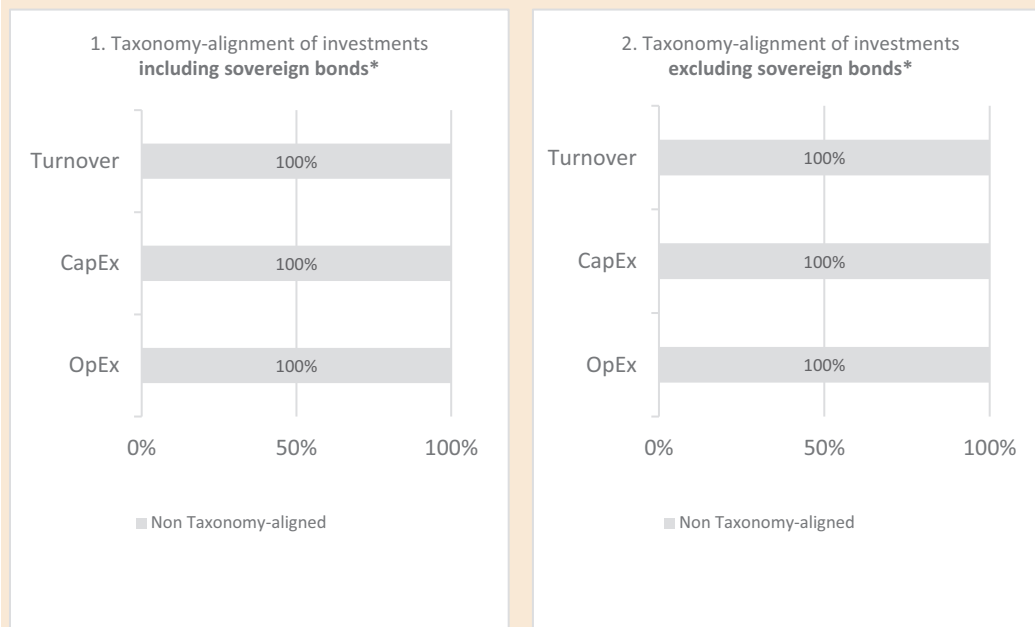 1. Taxonomy-alignment of investments
including sovereign bonds*
Turnover
100%
CapEx
100%
OpEx
100%
0%
50%
100%
Non Taxonomy-aligned
2. Taxonomy-alignment of investments
excluding sovereign bonds*
Turnover
100%
CapEx
100%
OpEx
100%
0%
50%
100%
Non Taxonomy-aligned